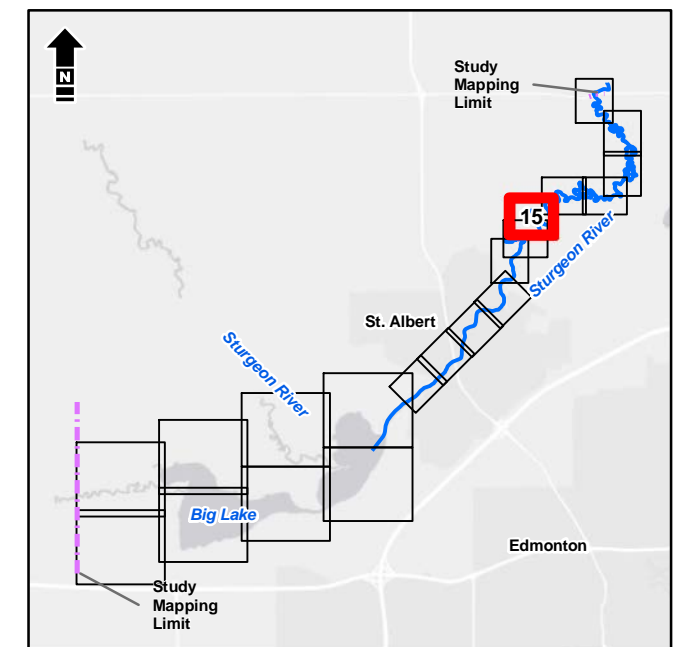 N
Study
Mapping
Limit
15
Sturgeon River
St. Albert
Sturgeon River
Big Lake
Edmonton
Study
Mapping
Limit